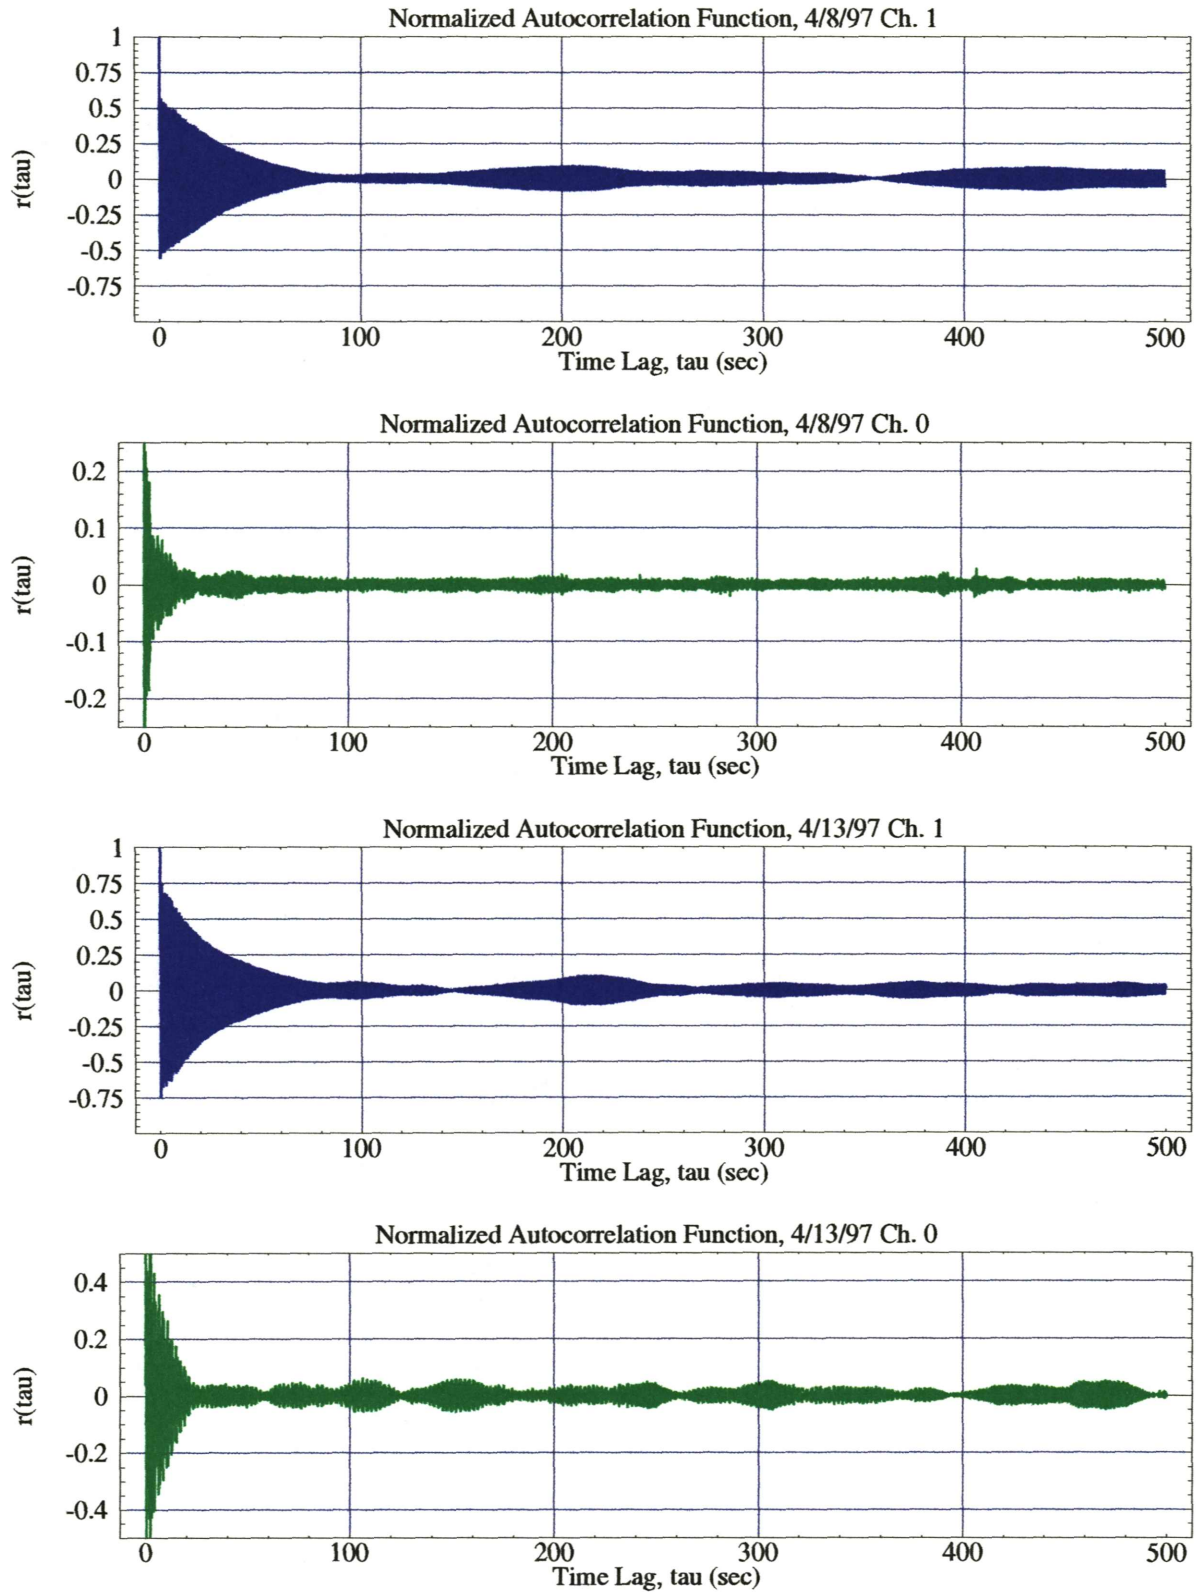 Normalized Autocorrelation Function, 4/8/97 Ch. 1
1
0.75
0.5
0.25
0
-0.25
-0.5
-0.75
r(tau)
0 100 200 300 400 500
Time Lag, tau (sec)
Normalized Autocorrelation Function, 4/8/97 Ch. 0
0.2
0.1
0
-0.1
-0.2
r(tau)
0 100 200 300 400 500
Time Lag, tau (sec)
Normalized Autocorrelation Function, 4/13/97 Ch. 1
1
0.75
0.5
0.25
0
-0.25
-0.5
-0.75
r(tau)
0 100 200 300 400 500
Time Lag, tau (sec)
Normalized Autocorrelation Function, 4/13/97 Ch. 0
0.4
0.2
0
-0.2
-0.4
r(tau)
0 100 200 300 400 500
Time Lag, tau (sec)